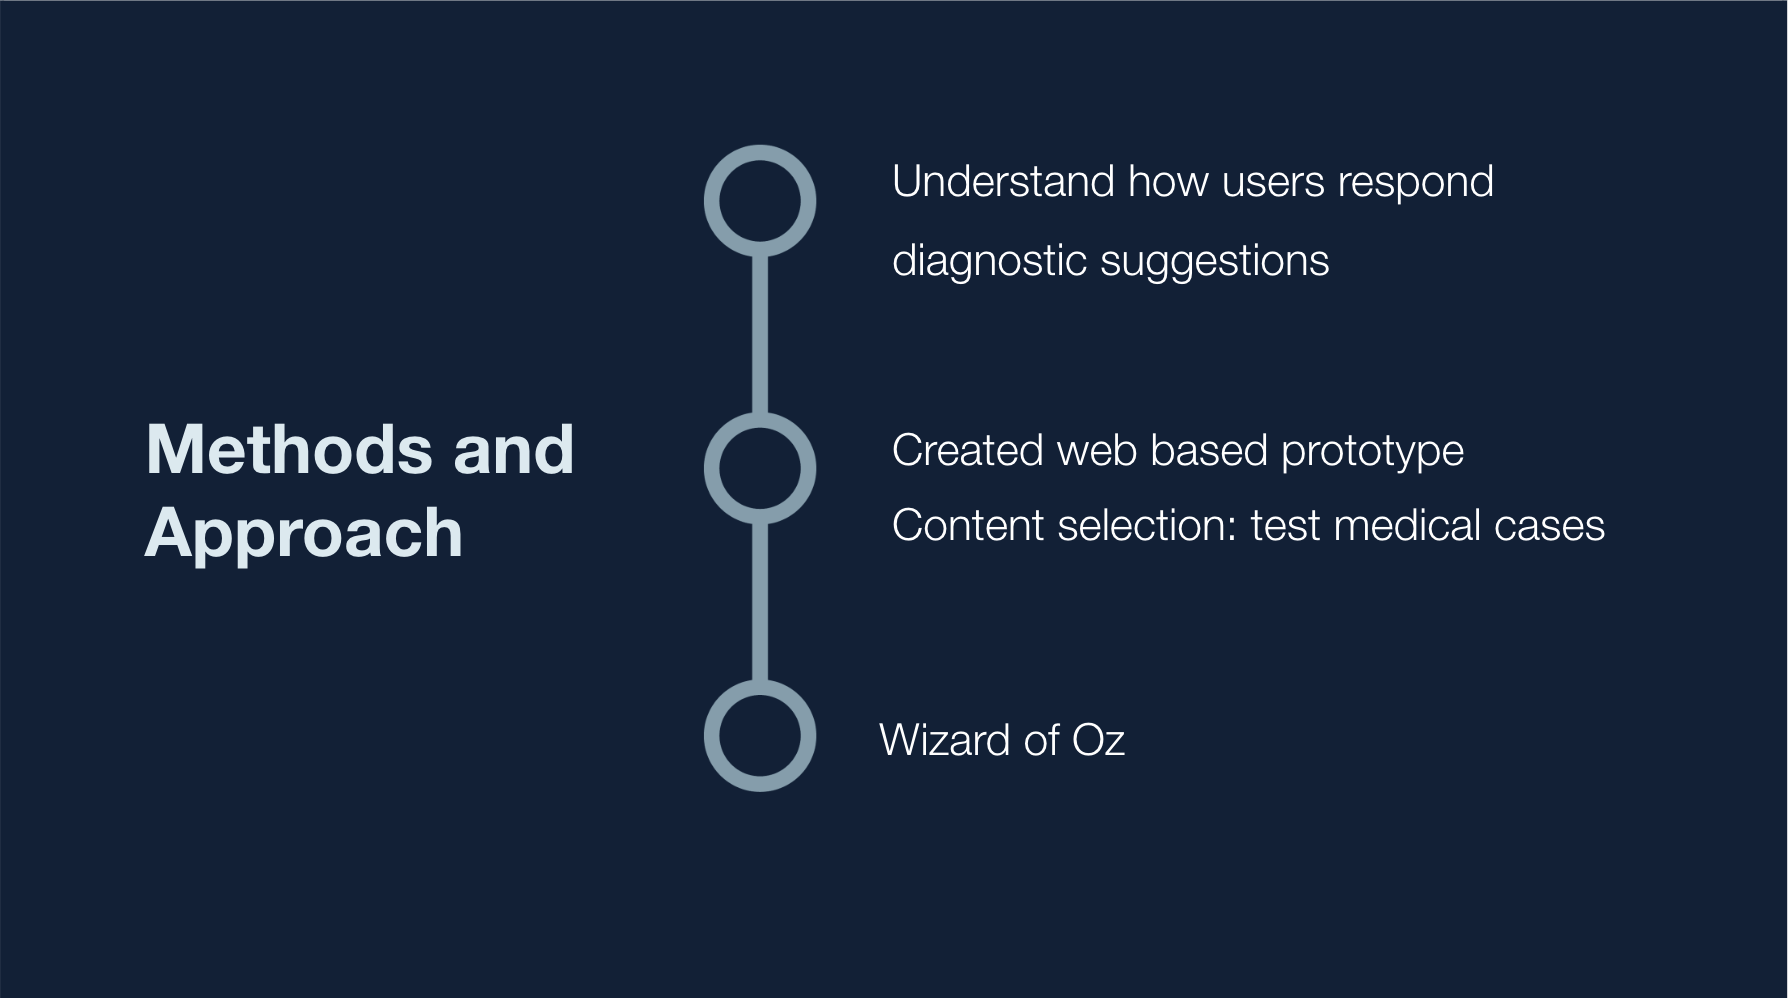 Methods and
Approach
Understand how users respond
diagnostic suggestions
Created web based prototype
Content selection: test medical cases
Wizard of Oz